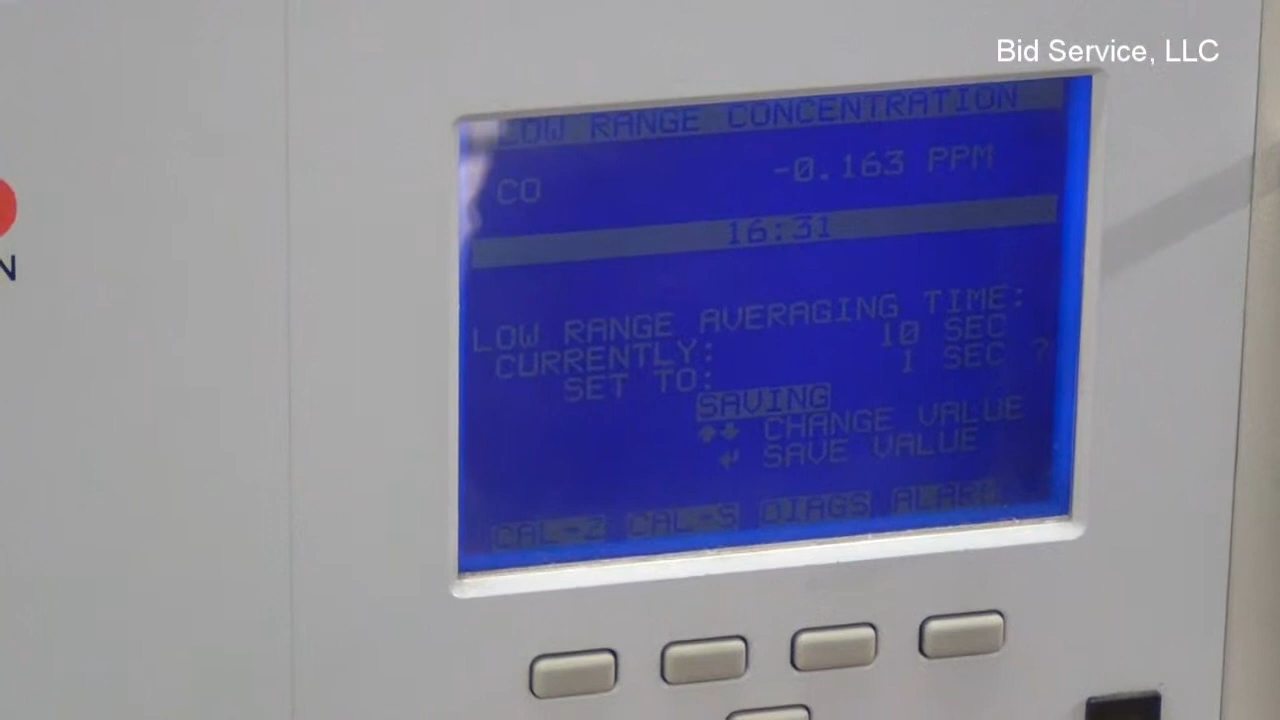 Bid Service, LLC
LOW RANGE CONCENTRATION
CO -0.163 PPM
16:31
LOW RANGE AVERAGING TIME:
CURRENTLY: 10 SEC
SET TO: 1 SEC ?
SAVING
↑↓ CHANGE VALUE
↵ SAVE VALUE
CAL-Z CAL-S DIAGS ALARM
N